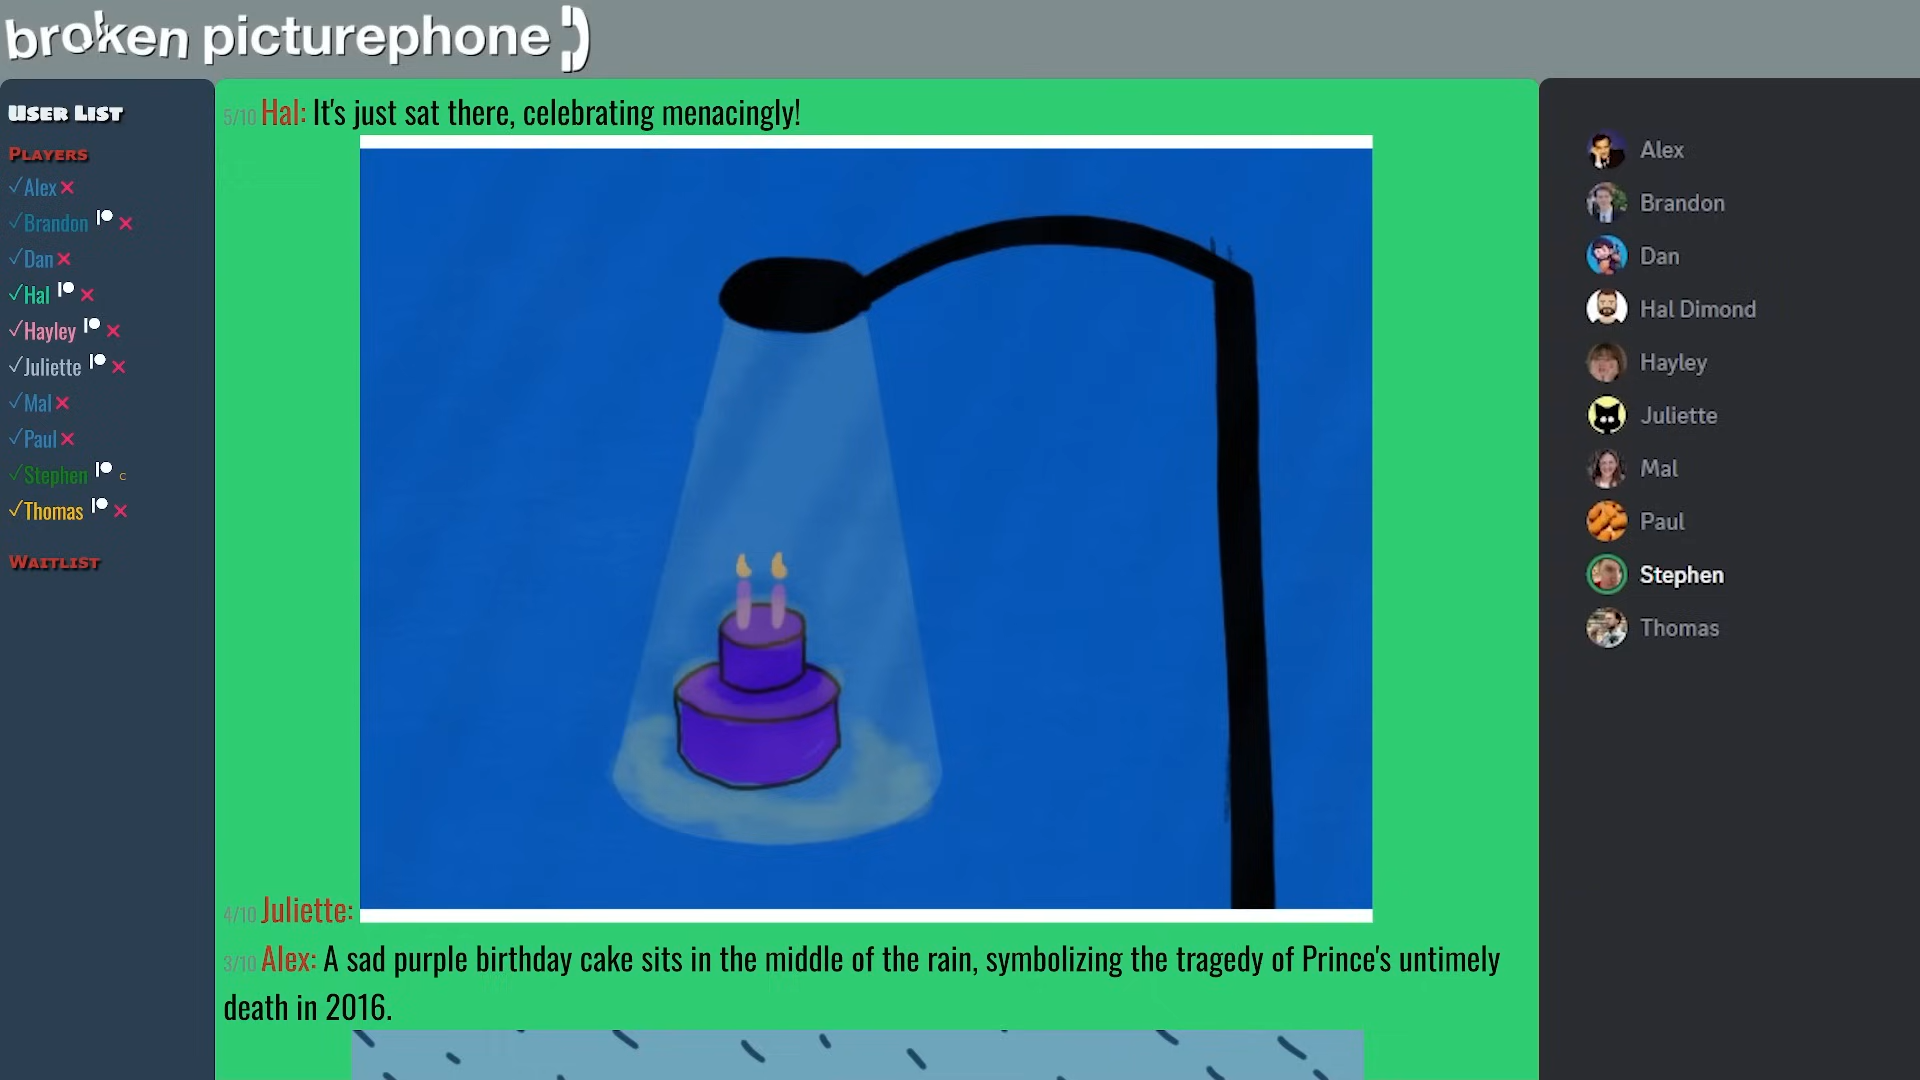 broken picturephone
User List
Players
✓Alex ×
✓Brandon ×
✓Dan ×
✓Hal ×
✓Hayley ×
✓Juliette ×
✓Mal ×
✓Paul ×
✓Stephen c
✓Thomas ×
Waitlist
5/10 Hal: It's just sat there, celebrating menacingly!
4/10 Juliette:
3/10 Alex: A sad purple birthday cake sits in the middle of the rain, symbolizing the tragedy of Prince's untimely
death in 2016.
Alex
Brandon
Dan
Hal Dimond
Hayley
Juliette
Mal
Paul
Stephen
Thomas